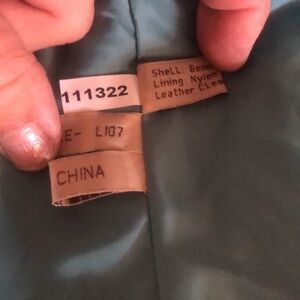 111322
Shell: Genu
Lining: Nylon
Leather Clea
E- L107
CHINA